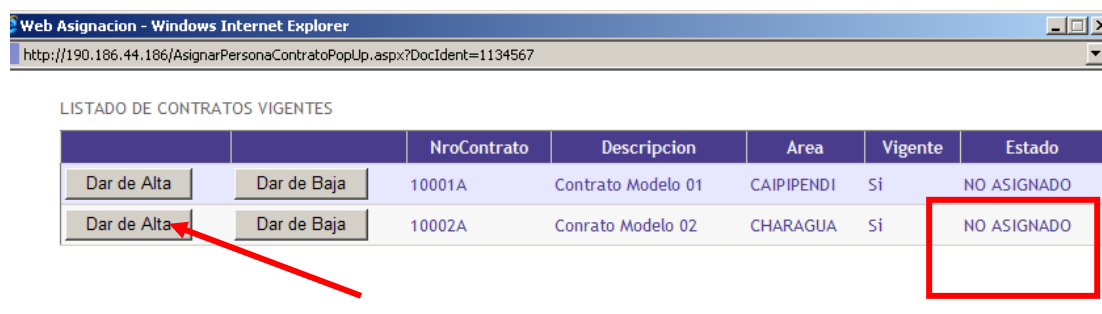 Web Asignacion - Windows Internet Explorer
http://190.186.44.186/AsignarPersonaContratoPopUp.aspx?DocIdent=1134567
LISTADO DE CONTRATOS VIGENTES
NroContrato Descripcion Area Vigente Estado
Dar de Alta Dar de Baja 10001A Contrato Modelo 01 CAIPIPENDI Si NO ASIGNADO
Dar de Alta Dar de Baja 10002A Conrato Modelo 02 CHARAGUA Si NO ASIGNADO